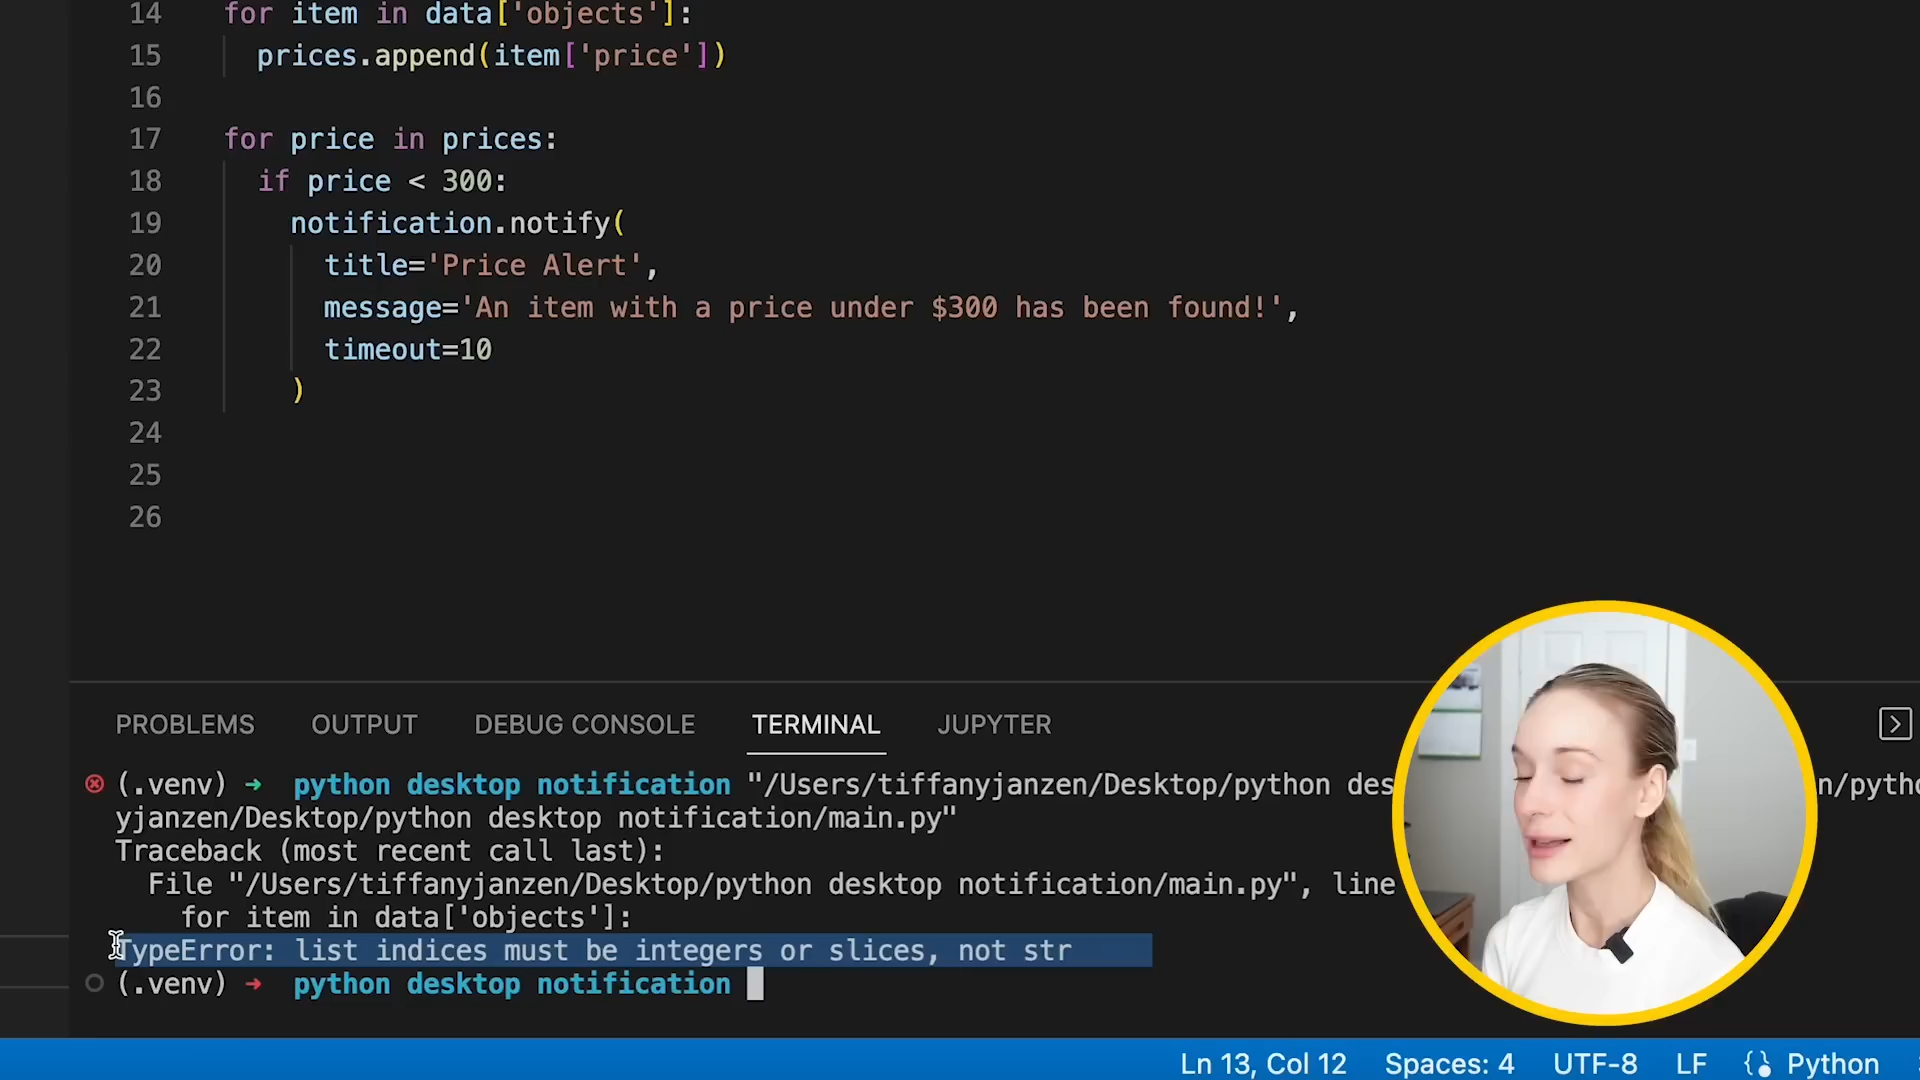 14 for item in data['objects']:
15 prices.append(item['price'])
16
17 for price in prices:
18 if price < 300:
19 notification.notify(
20 title='Price Alert',
21 message='An item with a price under $300 has been found!',
22 timeout=10
23 )
24
25
26
PROBLEMS OUTPUT DEBUG CONSOLE TERMINAL JUPYTER
(.venv) ➜ python desktop notification "/Users/tiffanyjanzen/Desktop/python des n/pytho
yjanzen/Desktop/python desktop notification/main.py"
Traceback (most recent call last):
File "/Users/tiffanyjanzen/Desktop/python desktop notification/main.py", line
for item in data['objects']:
TypeError: list indices must be integers or slices, not str
(.venv) ➜ python desktop notification
Ln 13, Col 12 Spaces: 4 UTF-8 LF Python